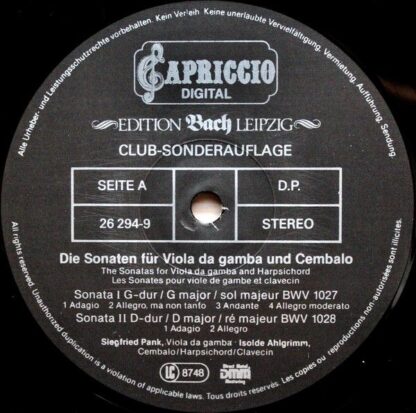 Alle Urheber- und Leistungsschutzrechte vorbehalten. Kein Verleih. Keine unerlaubte Vervielfältigung, Vermietung, Aufführung, Sendung.
CAPRICCIO
DIGITAL
EDITION Bach LEIPZIG
CLUB-SONDERAUFLAGE
SEITE A
D.P.
26 294-9
STEREO
Die Sonaten für Viola da gamba und Cembalo
The Sonatas for Viola da gamba and Harpsichord
Les Sonates pour viole de gambe et clavecin
Sonata I G-dur / G major / sol majeur BWV 1027
1 Adagio 2 Allegro, ma non tanto 3 Andante 4 Allegro moderato
Sonata II D-dur / D major / ré majeur BWV 1028
1 Adagio 2 Allegro
Siegfried Pank, Viola da gamba · Isolde Ahlgrimm,
Cembalo/Harpsichord/Clavecin
LC 8748
Direct Metal
DMM
Mastering
All rights reserved. Unauthorized duplication is a violation of applicable laws. Tous droits réservés. Les copies ou reproductions non-autorisées sont illicites.